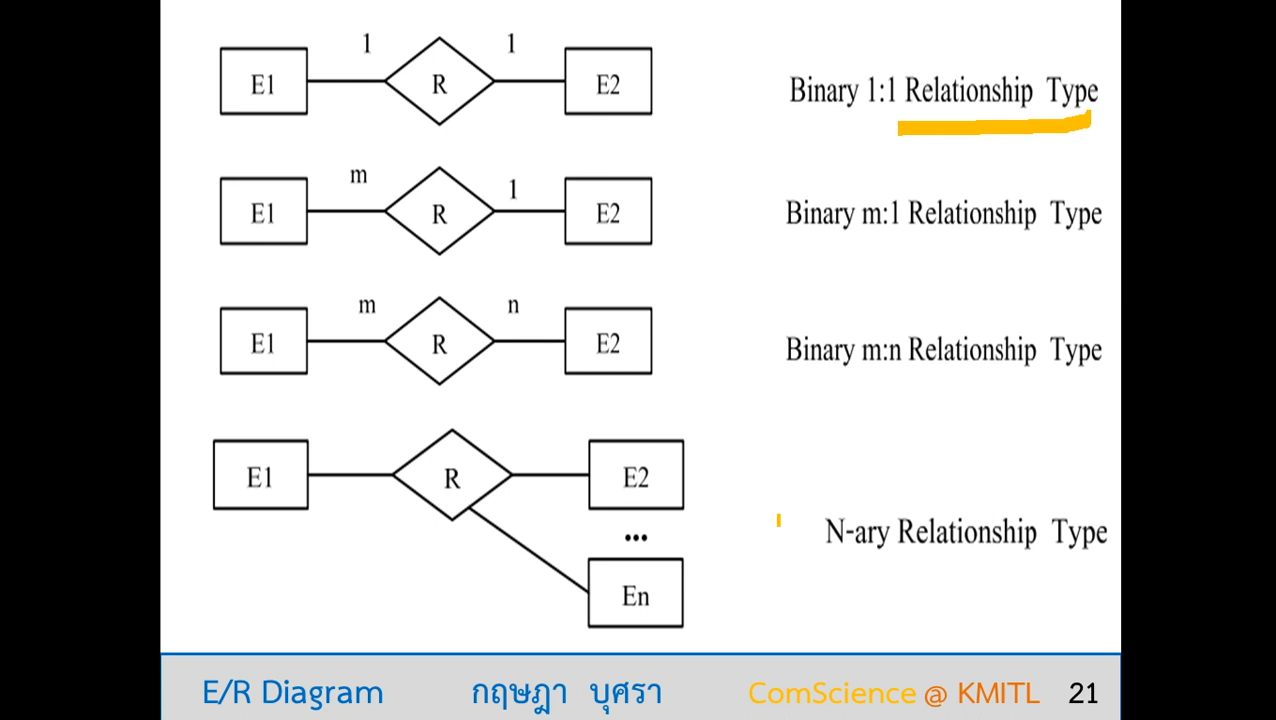 1 1
E1 R E2 Binary 1:1 Relationship Type
m 1
E1 R E2 Binary m:1 Relationship Type
m n
E1 R E2 Binary m:n Relationship Type
E1 R E2
... N-ary Relationship Type
En
E/R Diagram กฤษฎา บุศรา ComScience @ KMITL 21